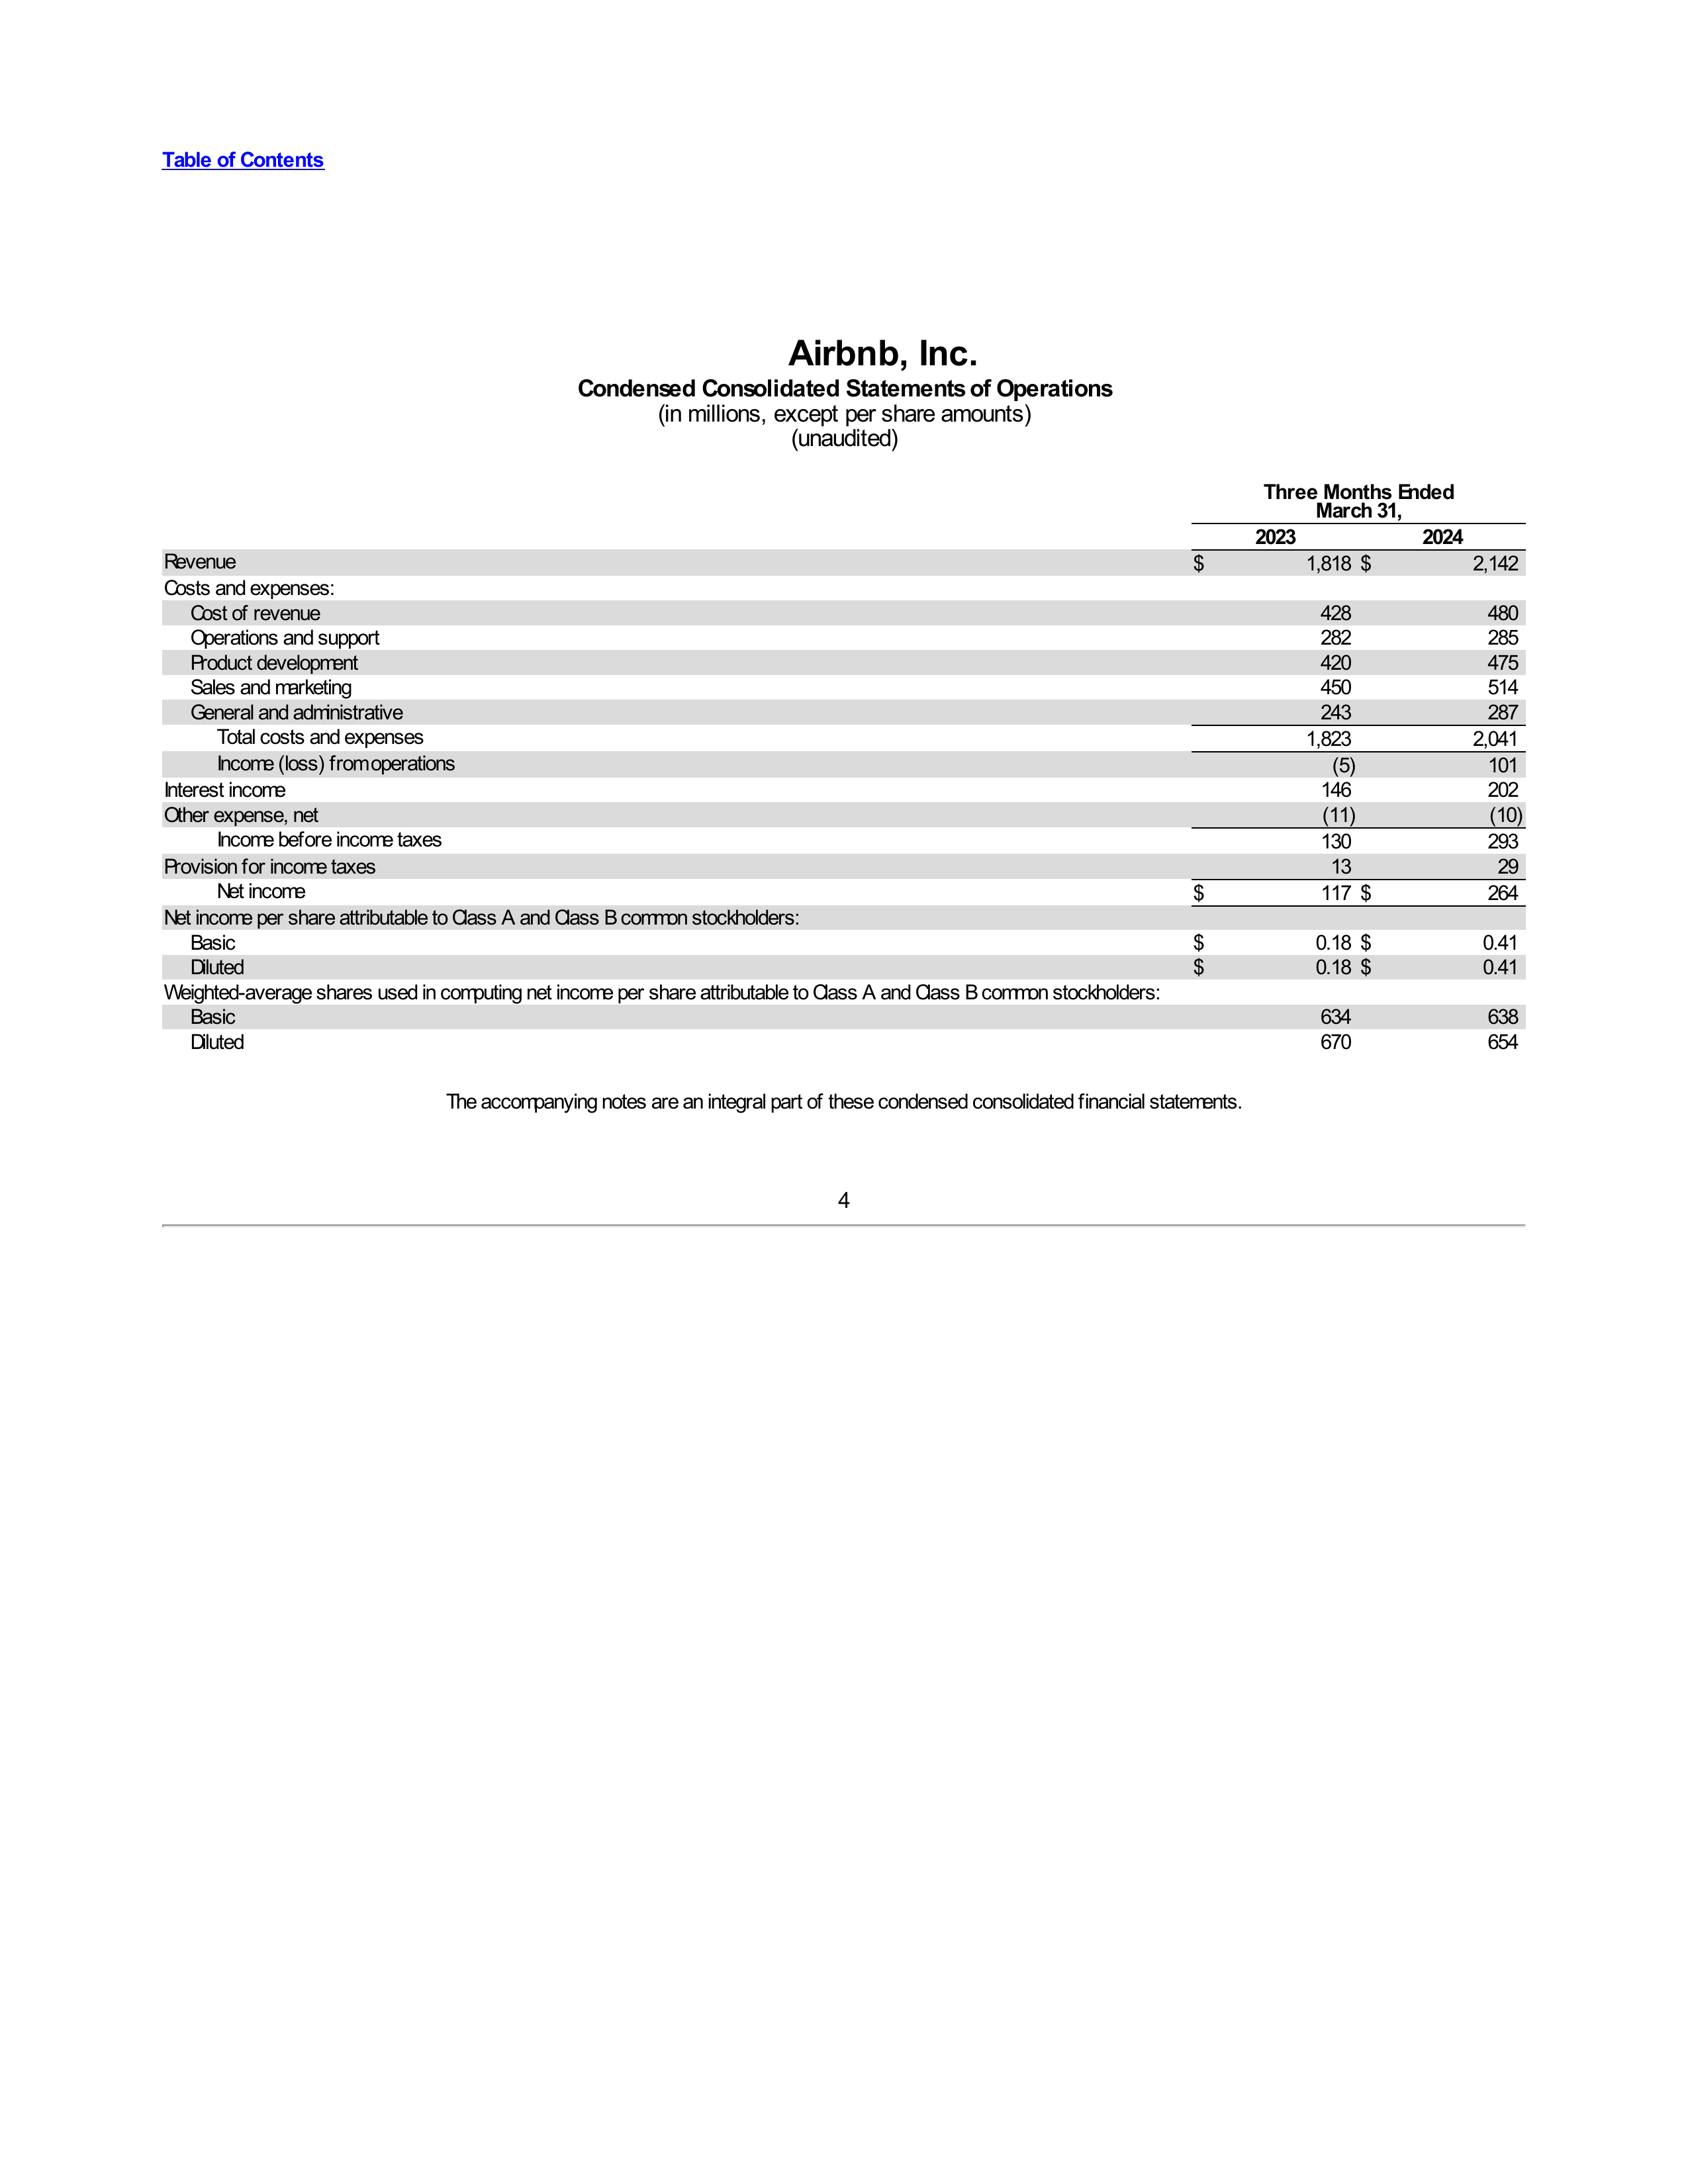 Table of Contents
Airbnb, Inc.
Condensed Consolidated Statements of Operations
(in millions, except per share amounts)
(unaudited)
Three Months Ended
March 31,
2023 2024
Revenue $ 1,818 $ 2,142
Costs and expenses:
Cost of revenue 428 480
Operations and support 282 285
Product development 420 475
Sales and marketing 450 514
General and administrative 243 287
Total costs and expenses 1,823 2,041
Income (loss) from operations (5) 101
Interest income 146 202
Other expense, net (11) (10)
Income before income taxes 130 293
Provision for income taxes 13 29
Net income $ 117 $ 264
Net income per share attributable to Class A and Class B common stockholders:
Basic $ 0.18 $ 0.41
Diluted $ 0.18 $ 0.41
Weighted-average shares used in computing net income per share attributable to Class A and Class B common stockholders:
Basic 634 638
Diluted 670 654
The accompanying notes are an integral part of these condensed consolidated financial statements.
4